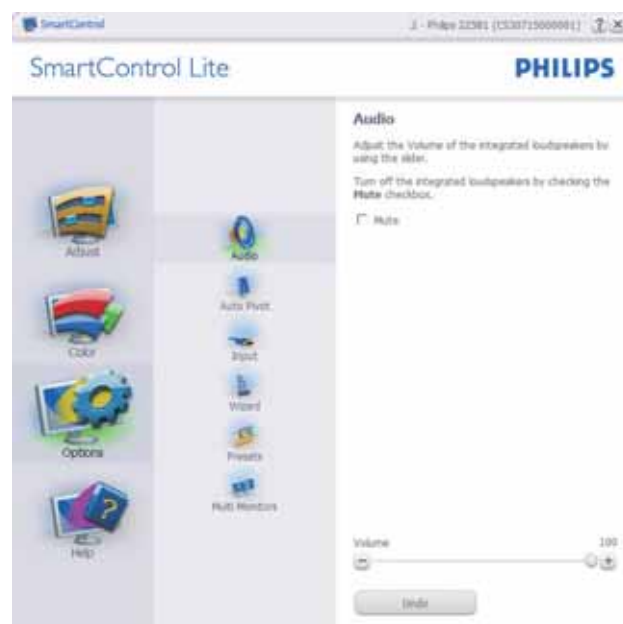 SmartControl
SmartControl Lite
PHILIPS
Adjust
Color
Options
Help
Audio
Auto Pivot
Input
Wizard
Presets
Multi Monitors
Audio
Adjust the Volume of the integrated loudspeakers by
using the slider.
Turn off the integrated loudspeakers by checking the
Mute checkbox.
Mute
Volume
100
Undo